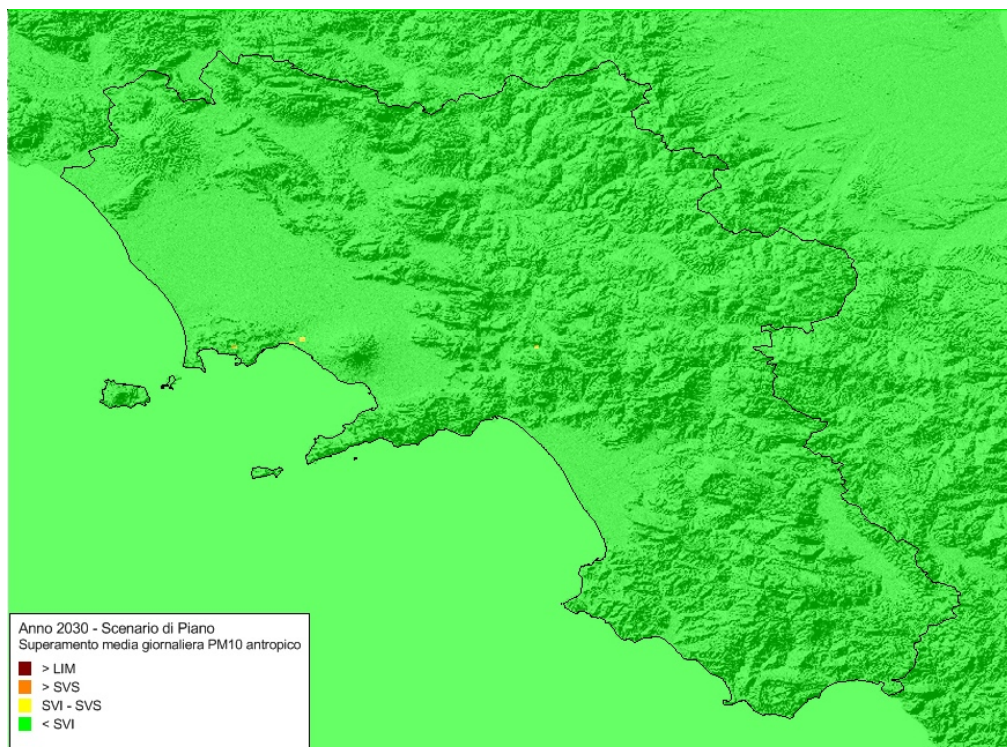 Anno 2030 - Scenario di Piano
Superamento media giornaliera PM10 antropico
> LIM
> SVS
SVI - SVS
< SVI